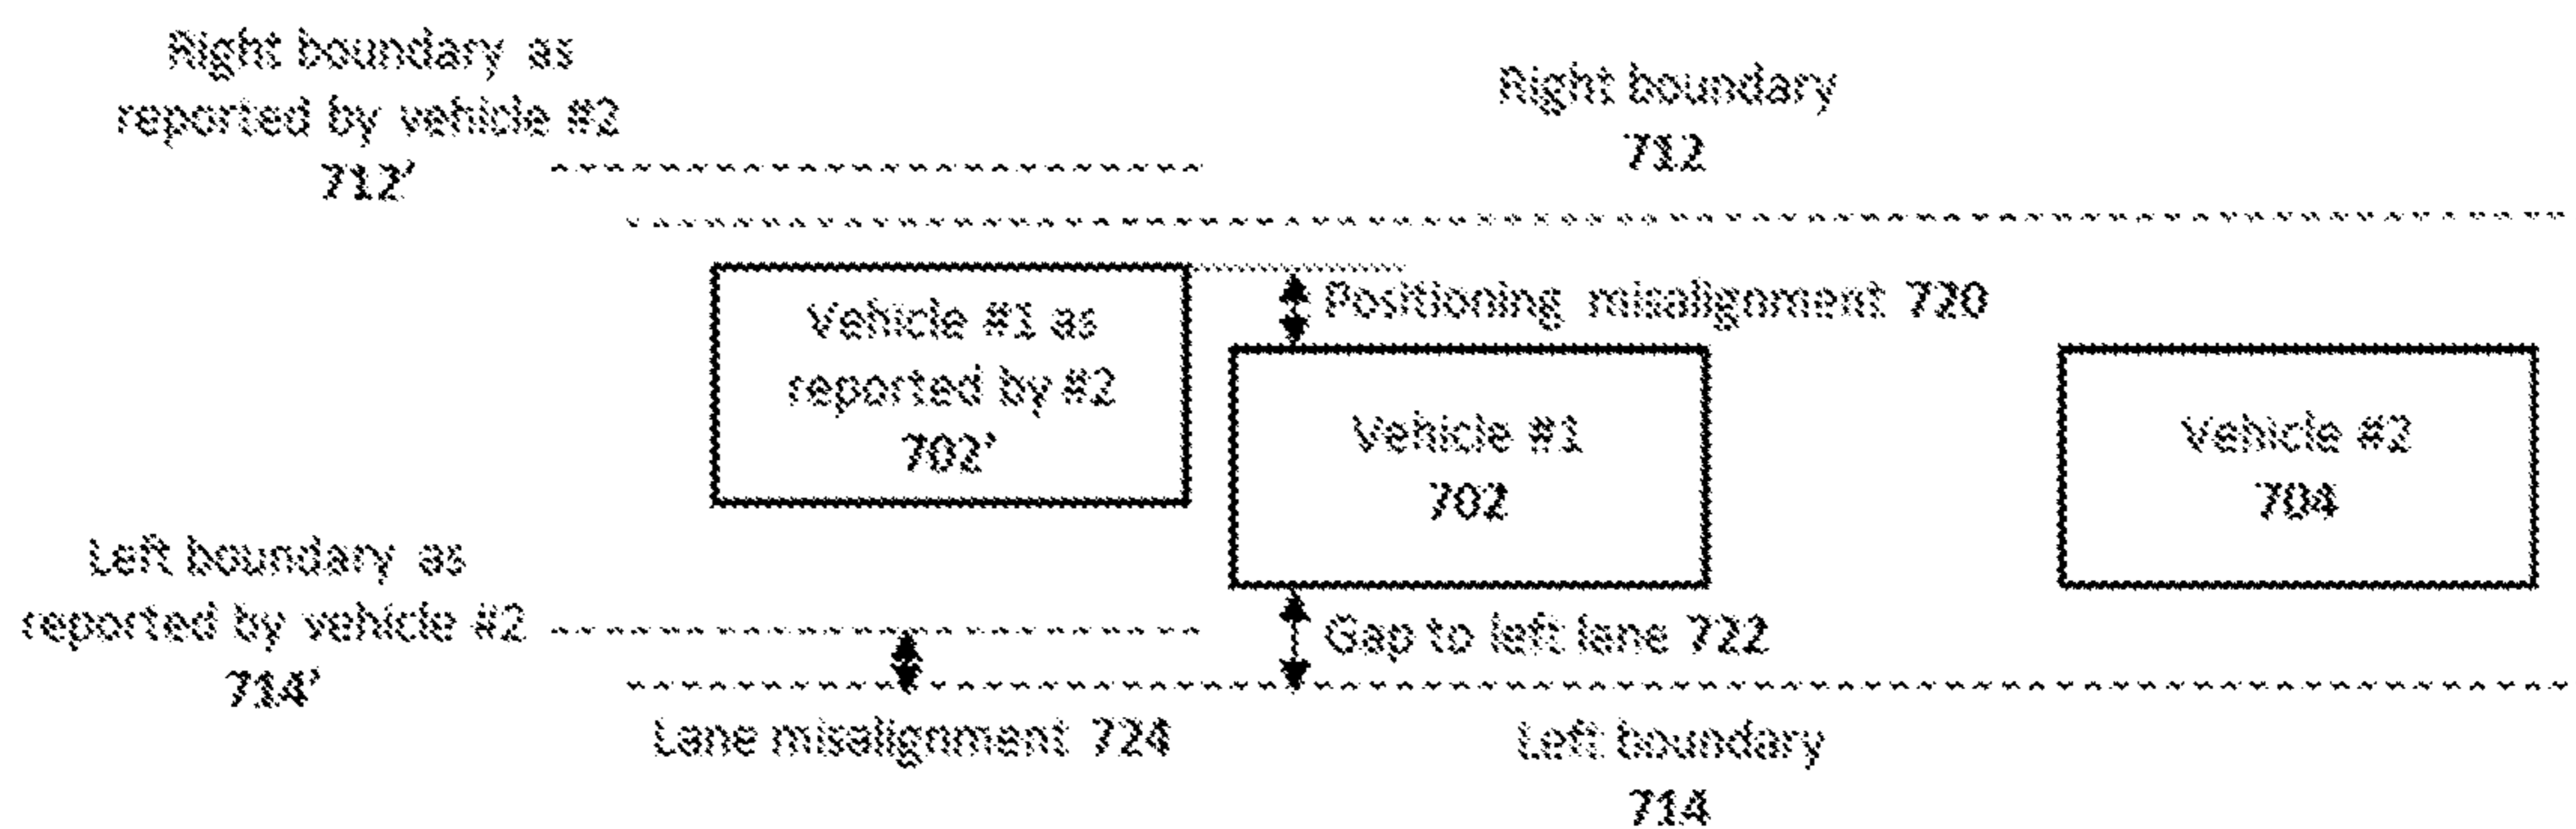 Right boundary as
reported by vehicle #2
712'
Right boundary
712
Vehicle #1 as
reported by #2
702'
Positioning misalignment 720
Vehicle #1
702
Vehicle #2
704
Left boundary as
reported by vehicle #2
714'
Gap to left lane 722
Lane misalignment 724
Left boundary
714